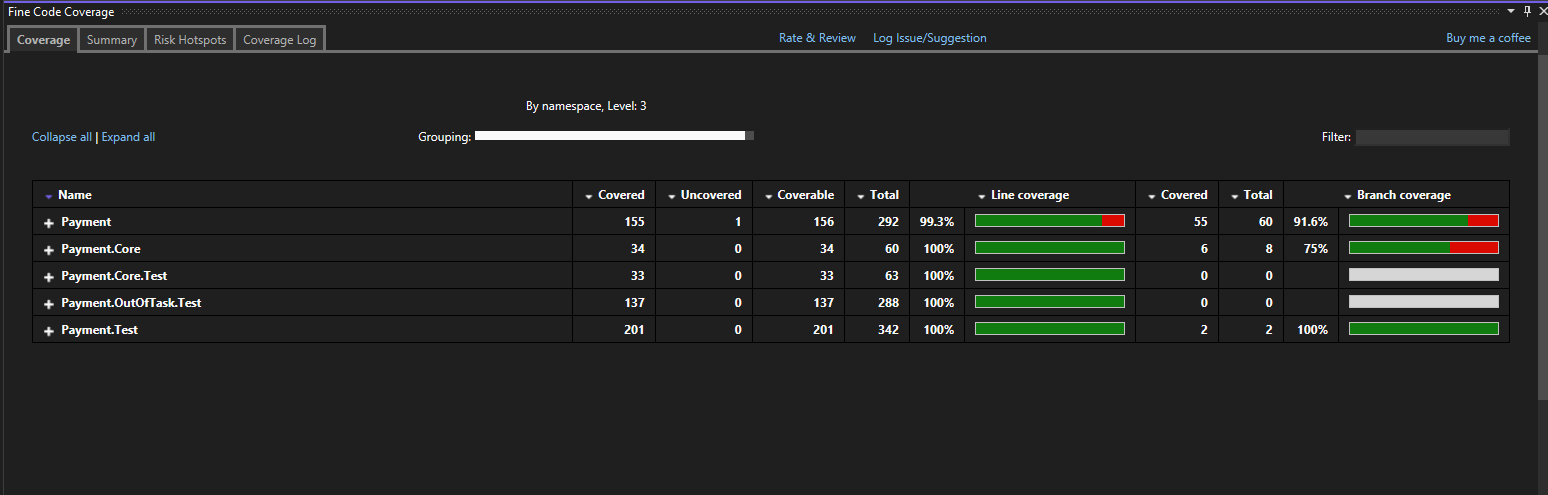 Fine Code Coverage
Coverage Summary Risk Hotspots Coverage Log Rate & Review Log Issue/Suggestion Buy me a coffee
By namespace, Level: 3
Collapse all | Expand all Grouping: Filter:
Name Covered Uncovered Coverable Total Line coverage Covered Total Branch coverage
Payment 155 1 156 292 99.3% 55 60 91.6%
Payment.Core 34 0 34 60 100% 6 8 75%
Payment.Core.Test 33 0 33 63 100% 0 0
Payment.OutOfTask.Test 137 0 137 288 100% 0 0
Payment.Test 201 0 201 342 100% 2 2 100%